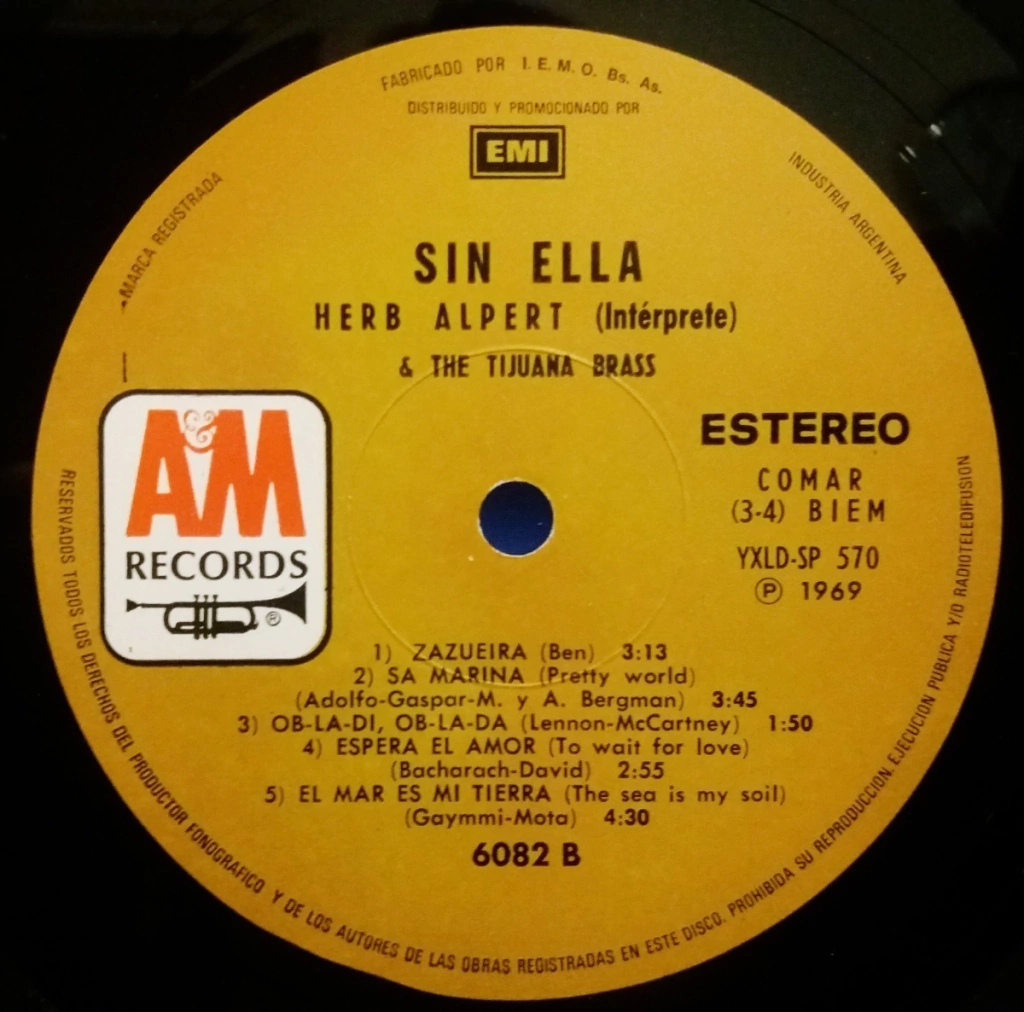 FABRICADO POR I. E. M. O. Bs. As.
DISTRIBUIDO Y PROMOCIONADO POR
EMI
MARCA REGISTRADA
INDUSTRIA ARGENTINA
SIN ELLA
HERB ALPERT (Intérprete)
& THE TIJUANA BRASS
A&M
RECORDS
®
ESTEREO
COMAR
(3-4) BIEM
YXLD-SP 570
℗ 1969
1) ZAZUEIRA (Ben) 3:13
2) SA MARINA (Pretty world)
(Adolfo-Gaspar-M. y A. Bergman) 3:45
3) OB-LA-DI, OB-LA-DA (Lennon-McCartney) 1:50
4) ESPERA EL AMOR (To wait for love)
(Bacharach-David) 2:55
5) EL MAR ES MI TIERRA (The sea is my soil)
(Gaymmi-Mota) 4:30
6082 B
RESERVADOS TODOS LOS DERECHOS DEL PRODUCTOR FONOGRAFICO Y DE LOS AUTORES DE LAS OBRAS REGISTRADAS EN ESTE DISCO. PROHIBIDA SU REPRODUCCION. EJECUCION PUBLICA Y/O RADIOTELEDIFUSION